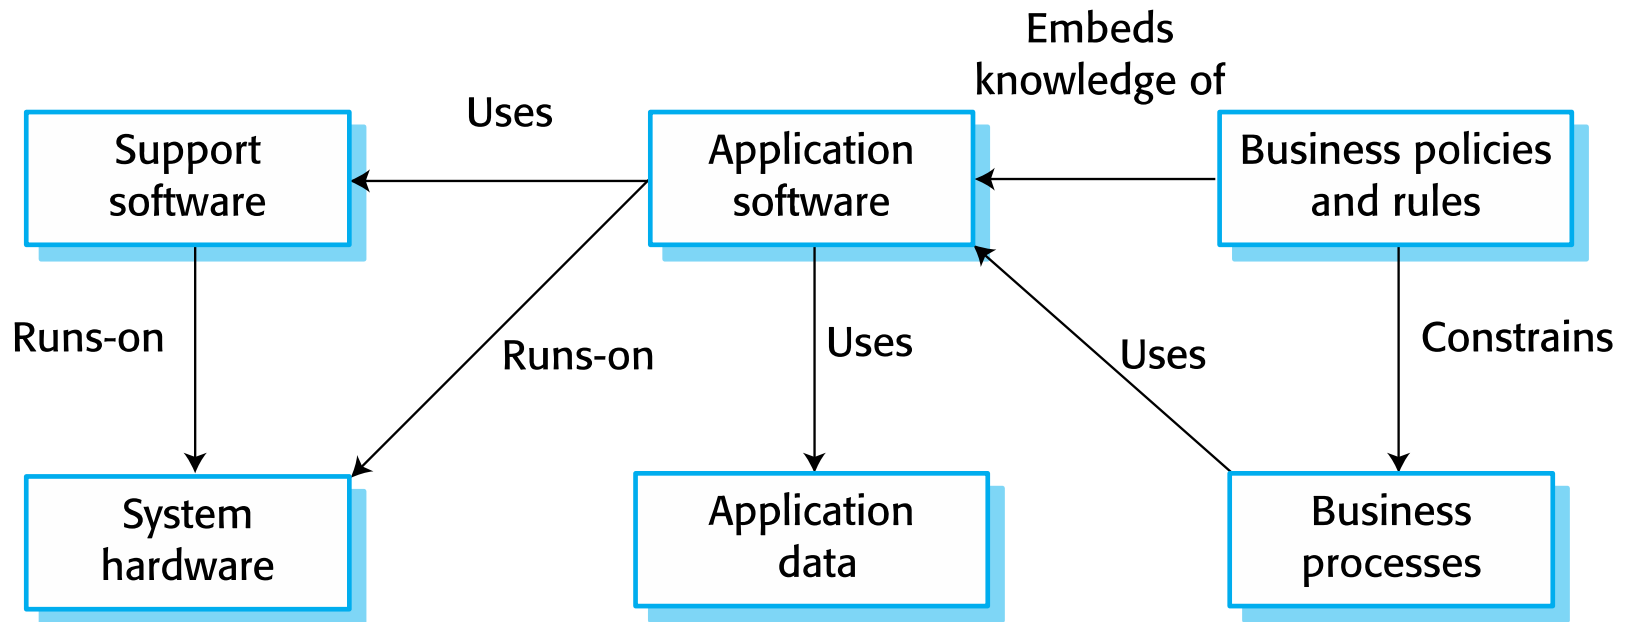 Embeds
knowledge of
Uses
Support
software
Application
software
Business policies
and rules
Runs-on
Runs-on
Uses
Uses
Constrains
System
hardware
Application
data
Business
processes